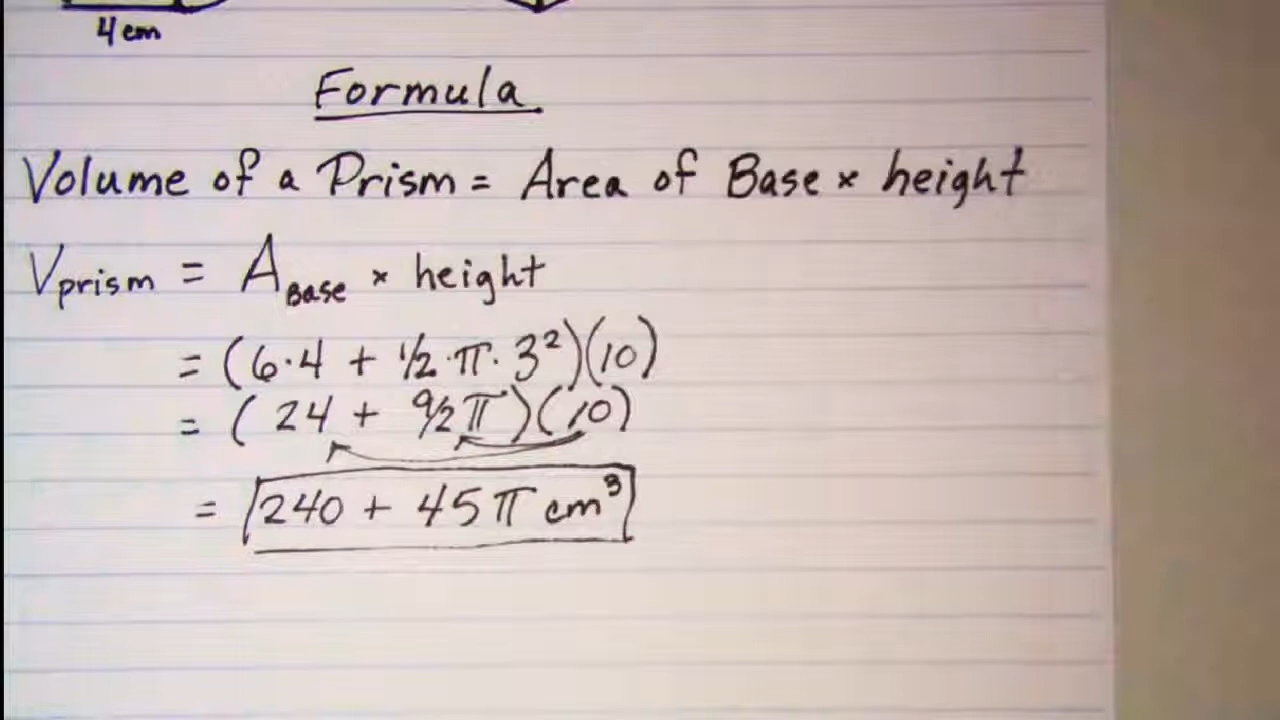 4 cm
Formula
Volume of a Prism = Area of Base × height
Vprism = ABase × height
= (6·4 + 1/2·π·3²)(10)
= (24 + 9/2π)(10)
= 240 + 45π cm³